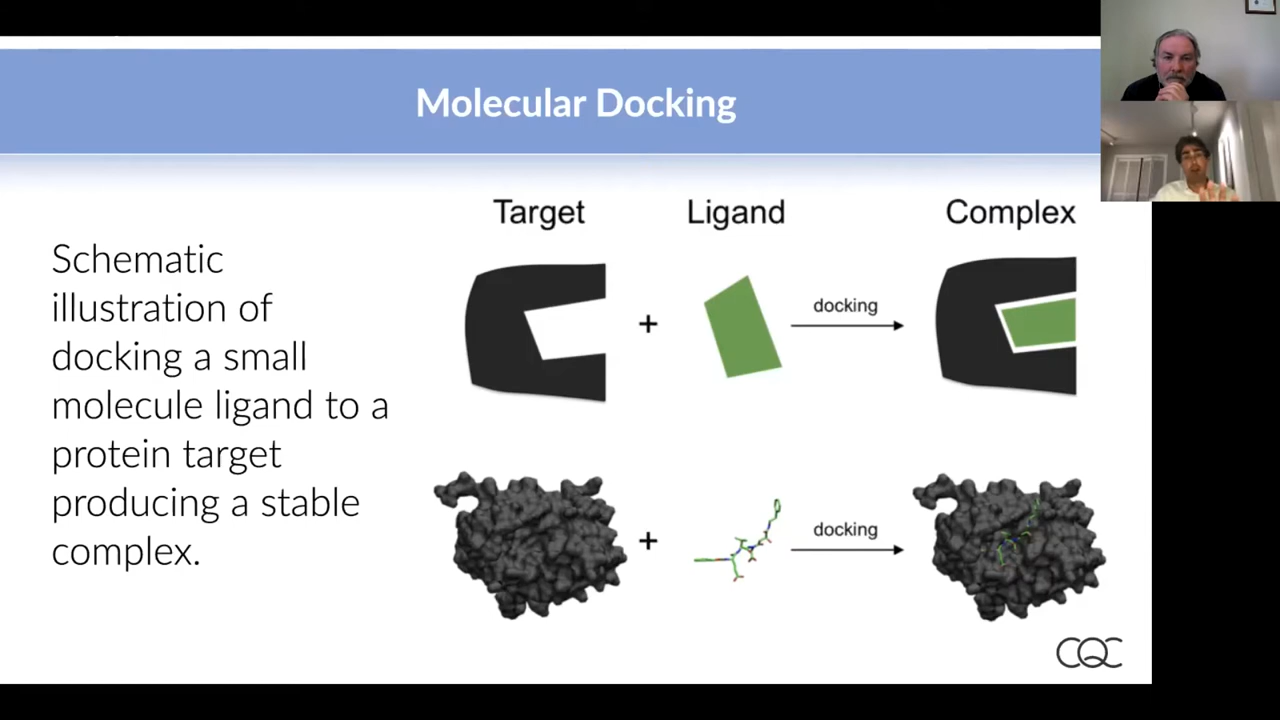 Molecular Docking
Schematic
illustration of
docking a small
molecule ligand to a
protein target
producing a stable
complex.
Target
Ligand
Complex
+
docking
+
docking
CQC